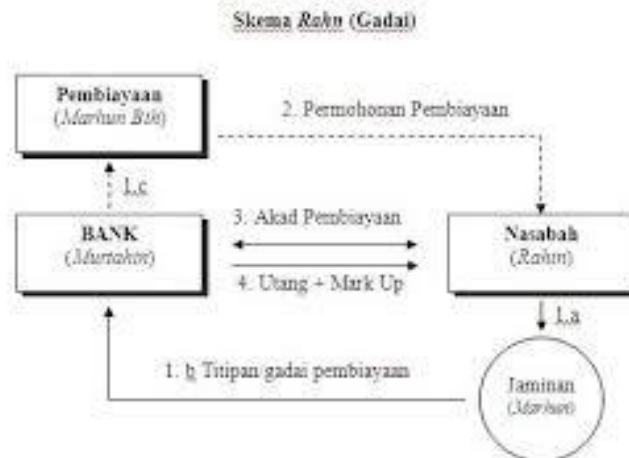 Skema Rahn (Gadai)
Pembiayaan
(Marhun Bih)
2. Permohonan Pembiayaan
1.c
BANK
(Murtahin)
3. Akad Pembiayaan
4. Utang + Mark Up
Nasabah
(Rahin)
1.a
1. b Titipan gadai pembiayaan
Jaminan
(Marhun)